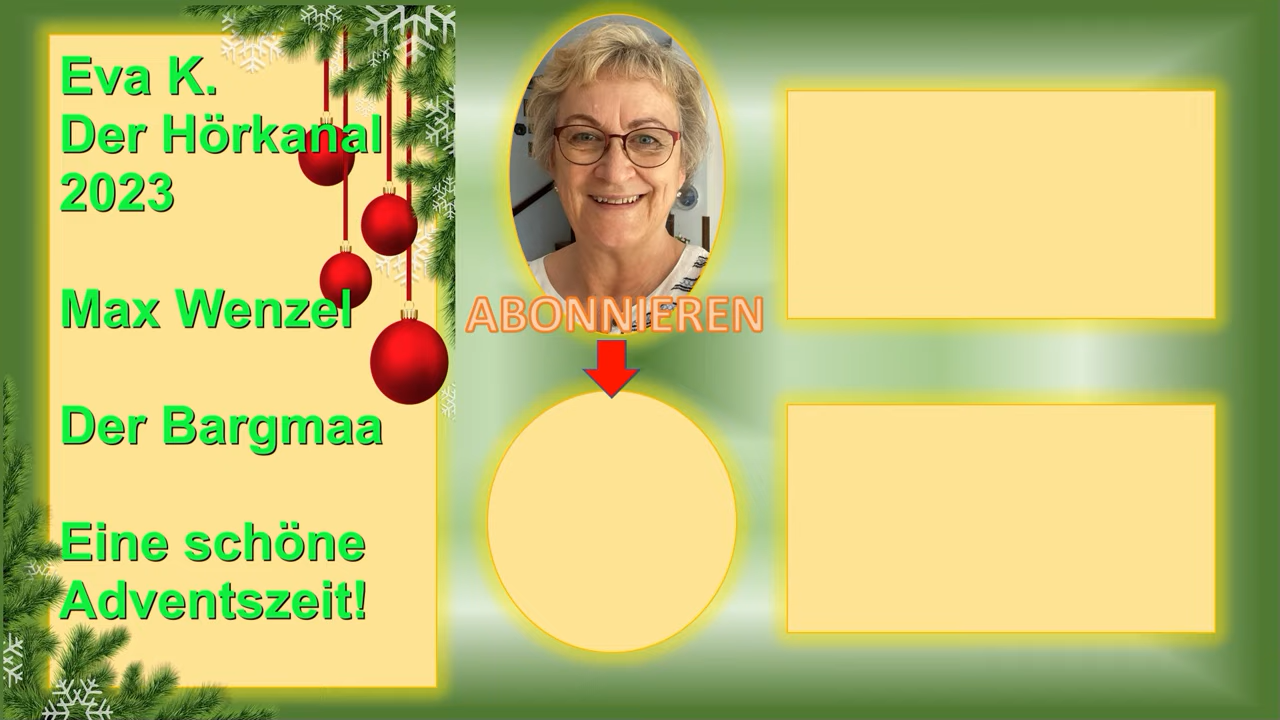 Eva K.
Der Hörkanal
2023
Max Wenzel
Der Bargmaa
Eine schöne
Adventszeit!
ABONNIEREN